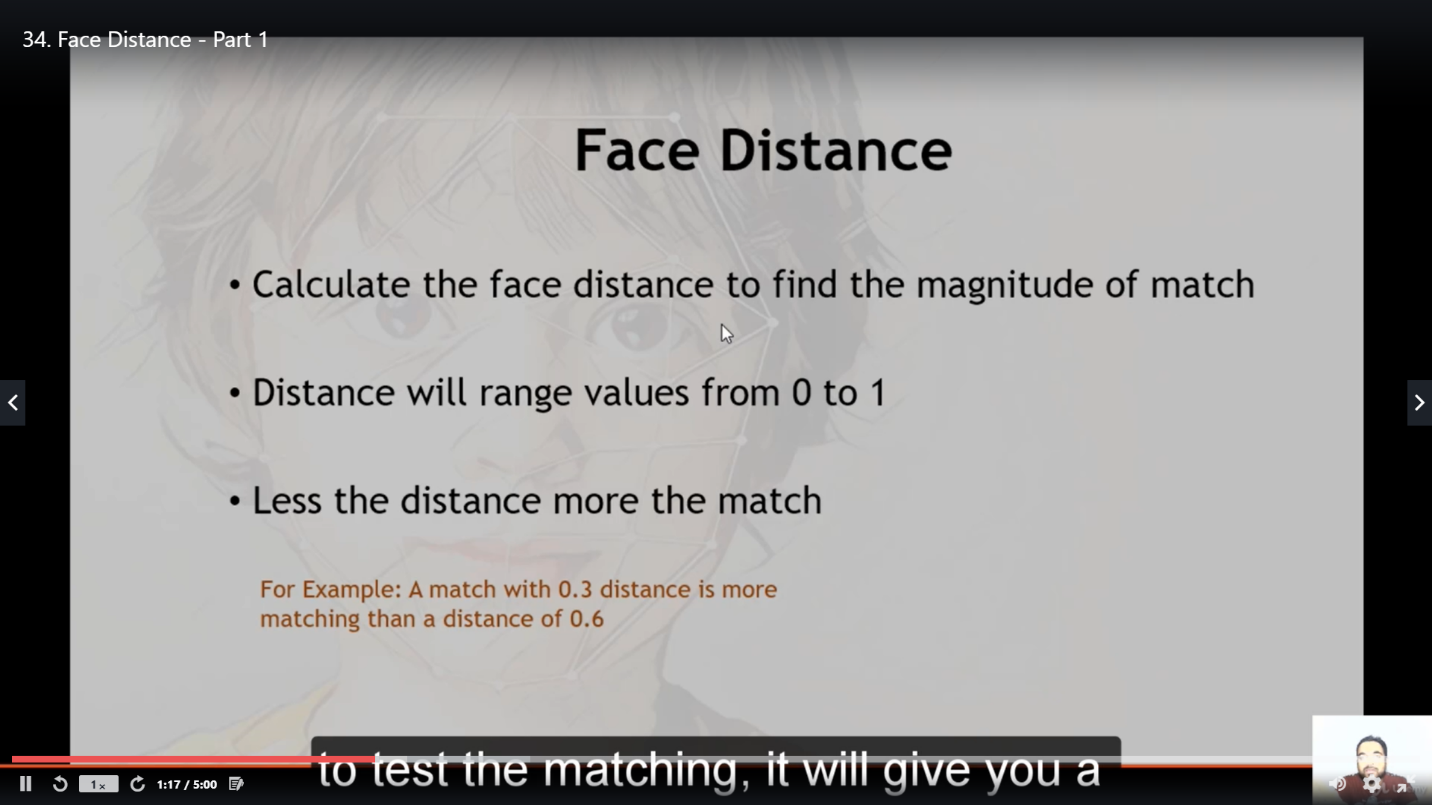 34. Face Distance - Part 1
Face Distance
• Calculate the face distance to find the magnitude of match
• Distance will range values from 0 to 1
• Less the distance more the match
For Example: A match with 0.3 distance is more
matching than a distance of 0.6
to test the matching, it will give you a
1x
1:17 / 5:00